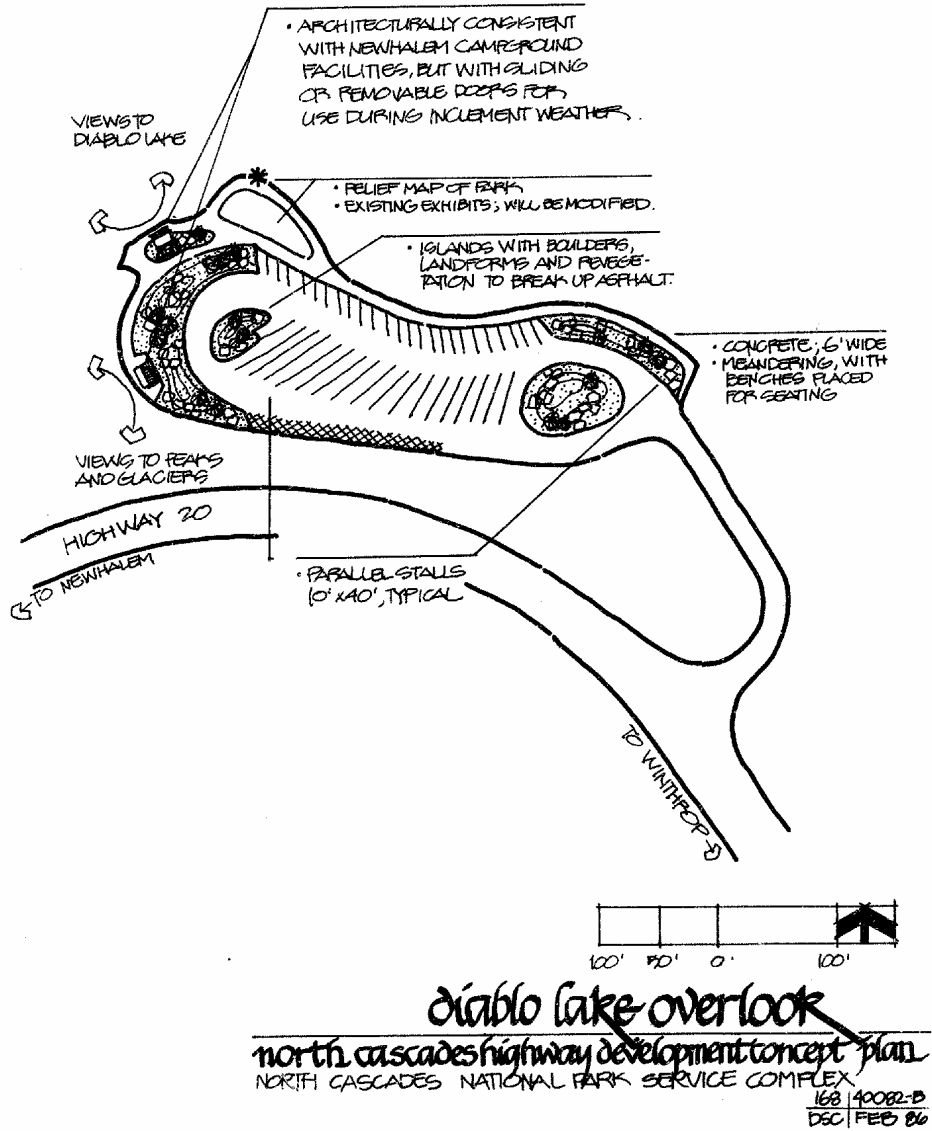 • ARCHITECTURALLY CONSISTENT
WITH NEWHALEM CAMPGROUND
FACILITIES, BUT WITH SLIDING
OR REMOVABLE DOORS FOR
USE DURING INCLEMENT WEATHER.
VIEWS TO
DIABLO LAKE
• RELIEF MAP OF PARK
• EXISTING EXHIBITS; WILL BE MODIFIED.
• ISLANDS WITH BOULDERS,
LANDFORMS AND REVEGE-
TATION TO BREAK UP ASPHALT.
• CONCRETE; 6' WIDE
• MEANDERING, WITH
BENCHES PLACED
FOR SEATING
VIEWS TO PEAKS
AND GLACIERS
HIGHWAY 20
TO NEWHALEM
• PARALLEL STALLS
10' X 40', TYPICAL
TO WINTHROP
100' 50' 0' 100'
diablo lake overlook
north cascades highway development concept plan
NORTH CASCADES NATIONAL PARK SERVICE COMPLEX
168 | 40082-B
DSC | FEB 86